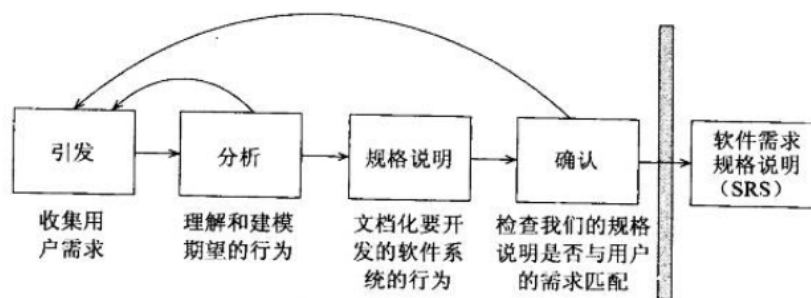 引发
分析
规格说明
确认
软件需求
规格说明
（SRS）
收集用
户需求
理解和建模
期望的行为
文档化要开
发的软件系
统的行为
检查我们的规格
说明是否与用户
的需求匹配